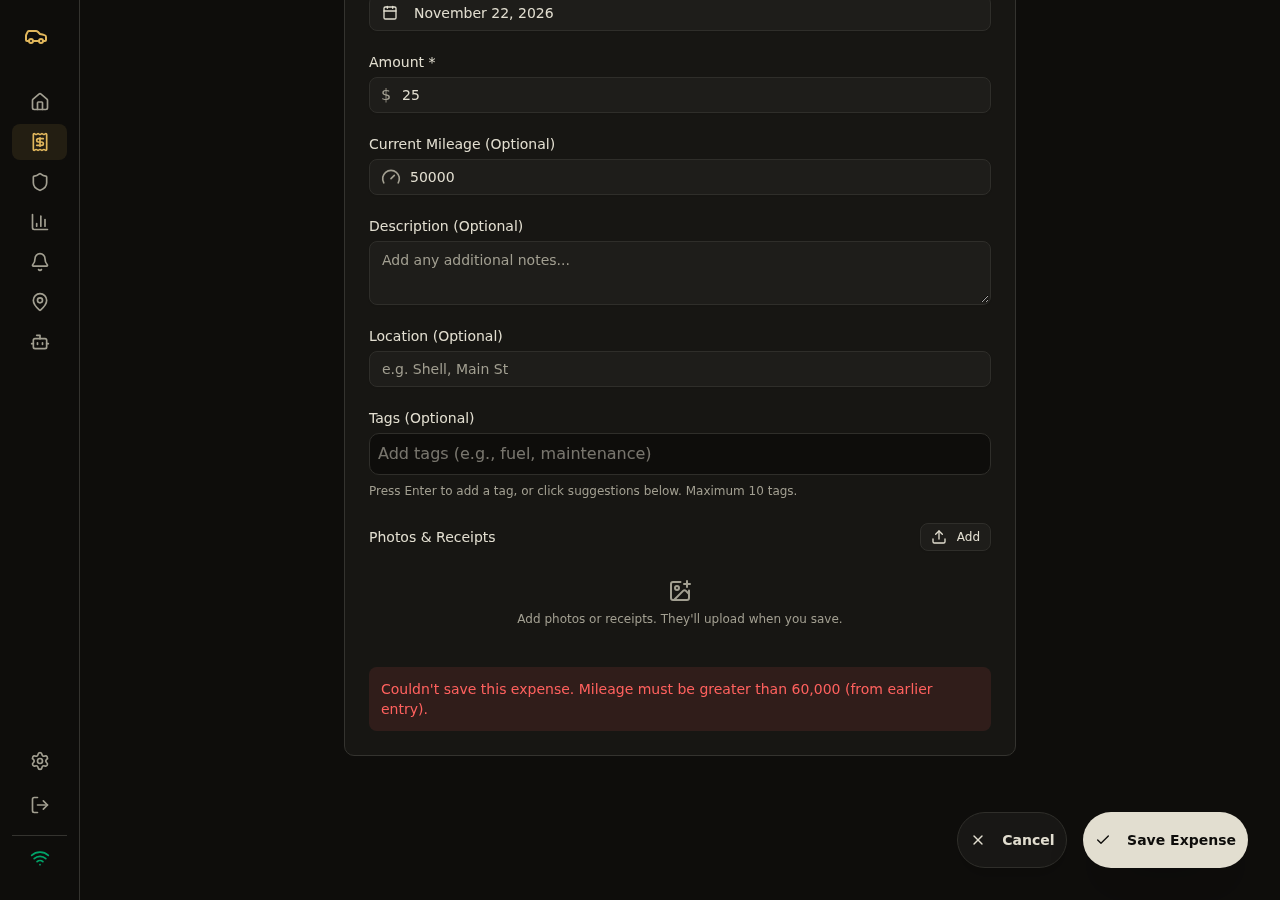 November 22, 2026
Amount *
$ 25
Current Mileage (Optional)
50000
Description (Optional)
Add any additional notes...
Location (Optional)
e.g. Shell, Main St
Tags (Optional)
Add tags (e.g., fuel, maintenance)
Press Enter to add a tag, or click suggestions below. Maximum 10 tags.
Photos & Receipts
Add
Add photos or receipts. They'll upload when you save.
Couldn't save this expense. Mileage must be greater than 60,000 (from earlier
entry).
Cancel
Save Expense